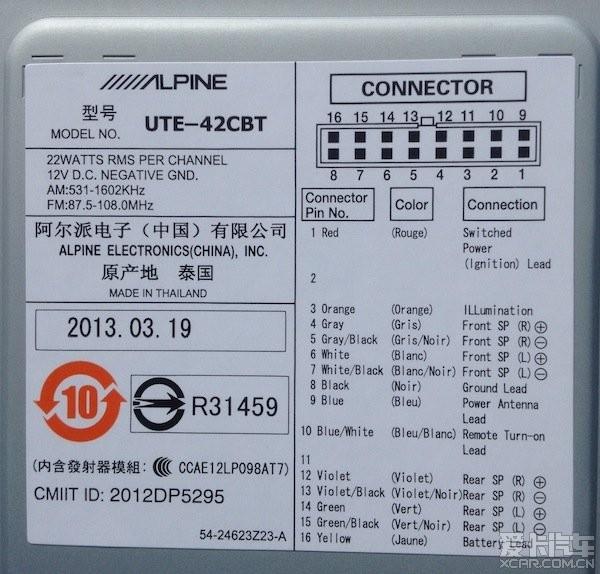 ALPINE
型号
MODEL NO. UTE-42CBT
22WATTS RMS PER CHANNEL
12V D.C. NEGATIVE GND.
AM:531-1602KHz
FM:87.5-108.0MHz
阿尔派电子（中国）有限公司
ALPINE ELECTRONICS(CHINA), INC.
原产地 泰国
MADE IN THAILAND
2013.03.19
10
R31459
(内含發射器模組: CCAE12LP098AT7)
CMIIT ID: 2012DP5295
54-24623Z23-A
CONNECTOR
16 15 14 13 12 11 10 9
8 7 6 5 4 3 2 1
Connector Pin No. Color Connection
1 Red (Rouge) Switched
Power
(Ignition) Lead
2
3 Orange (Orange) ILLumination
4 Gray (Gris) Front SP (R) ⊕
5 Gray/Black (Gris/Noir) Front SP (R) ⊖
6 White (Blanc) Front SP (L) ⊕
7 White/Black (Blanc/Noir) Front SP (L) ⊖
8 Black (Noir) Ground Lead
9 Blue (Bleu) Power Antenna
Lead
10 Blue/White (Bleu/Blanc) Remote Turn-on
Lead
11
12 Violet (Violet) Rear SP (R) ⊕
13 Violet/Black (Violet/Noir) Rear SP (R) ⊖
14 Green (Vert) Rear SP (L) ⊕
15 Green/Black (Vert/Noir) Rear SP (L) ⊖
16 Yellow (Jaune) Battery Lead
爱卡汽车
XCAR.COM.CN